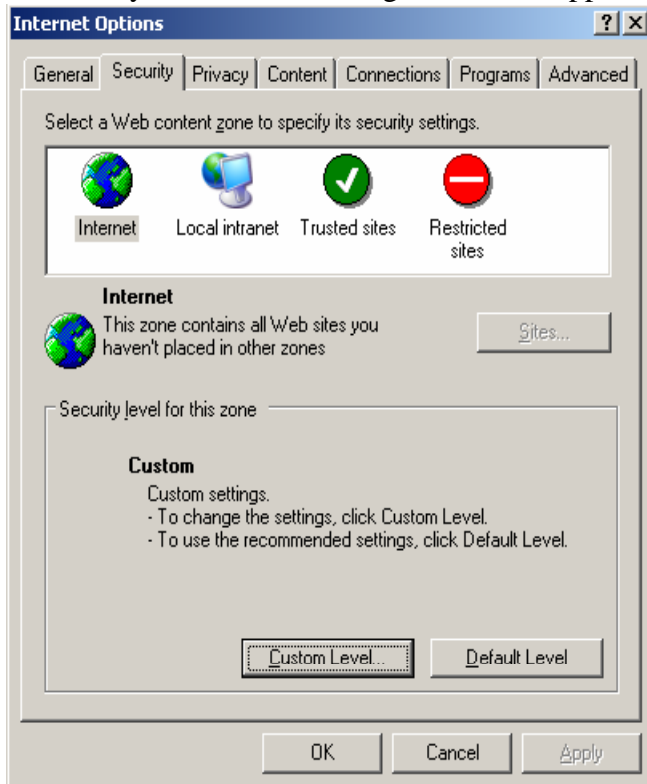 Internet Options
? X
General Security Privacy Content Connections Programs Advanced
Select a Web content zone to specify its security settings.
Internet Local intranet Trusted sites Restricted sites
Internet
This zone contains all Web sites you
haven't placed in other zones
Sites...
Security level for this zone
Custom
Custom settings.
- To change the settings, click Custom Level.
- To use the recommended settings, click Default Level.
Custom Level... Default Level
OK Cancel Apply